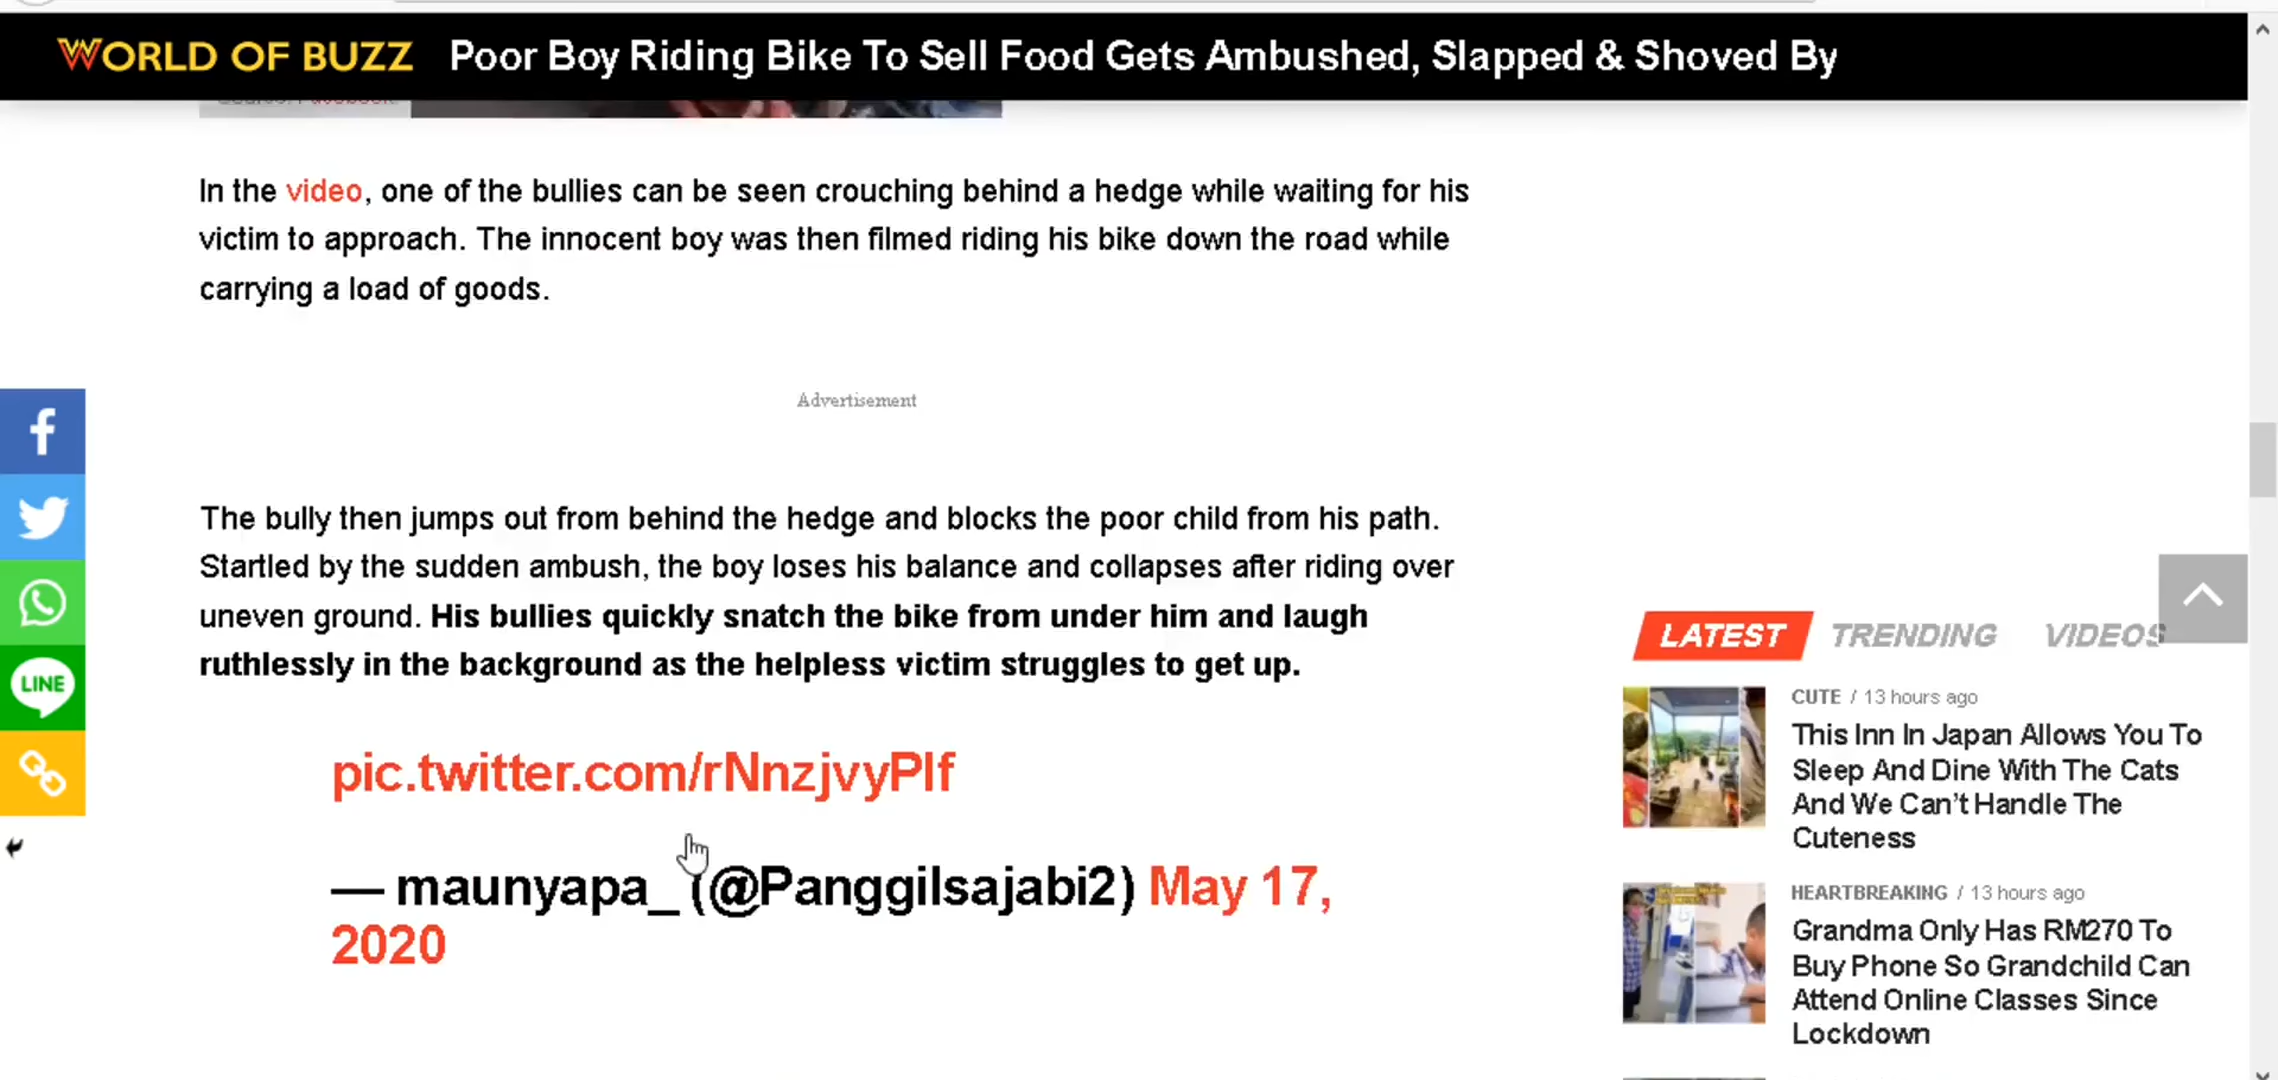 WORLD OF BUZZ Poor Boy Riding Bike To Sell Food Gets Ambushed, Slapped & Shoved By
In the video, one of the bullies can be seen crouching behind a hedge while waiting for his
victim to approach. The innocent boy was then filmed riding his bike down the road while
carrying a load of goods.
Advertisement
The bully then jumps out from behind the hedge and blocks the poor child from his path.
Startled by the sudden ambush, the boy loses his balance and collapses after riding over
uneven ground. His bullies quickly snatch the bike from under him and laugh
ruthlessly in the background as the helpless victim struggles to get up.
pic.twitter.com/rNnzjvyPIf
— maunyapa_ (@Panggilsajabi2) May 17,
2020
LINE
LATEST TRENDING VIDEOS
CUTE / 13 hours ago
This Inn In Japan Allows You To
Sleep And Dine With The Cats
And We Can't Handle The
Cuteness
HEARTBREAKING / 13 hours ago
Grandma Only Has RM270 To
Buy Phone So Grandchild Can
Attend Online Classes Since
Lockdown